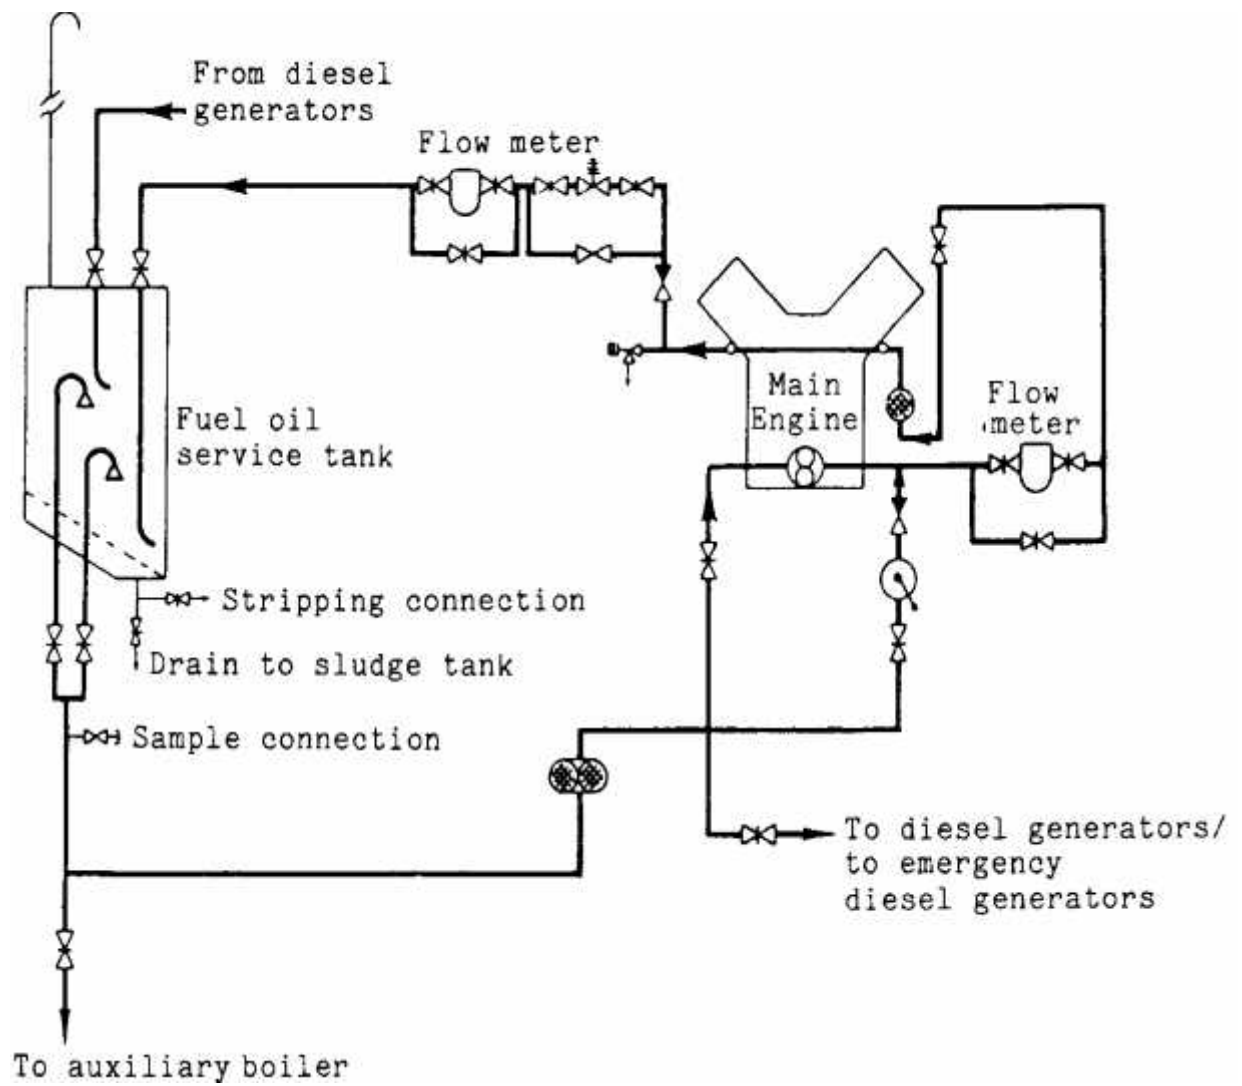 From diesel
generators
Flow meter
Main
Engine
Flow
meter
Fuel oil
service tank
Stripping connection
Drain to sludge tank
Sample connection
To diesel generators/
to emergency
diesel generators
To auxiliary boiler